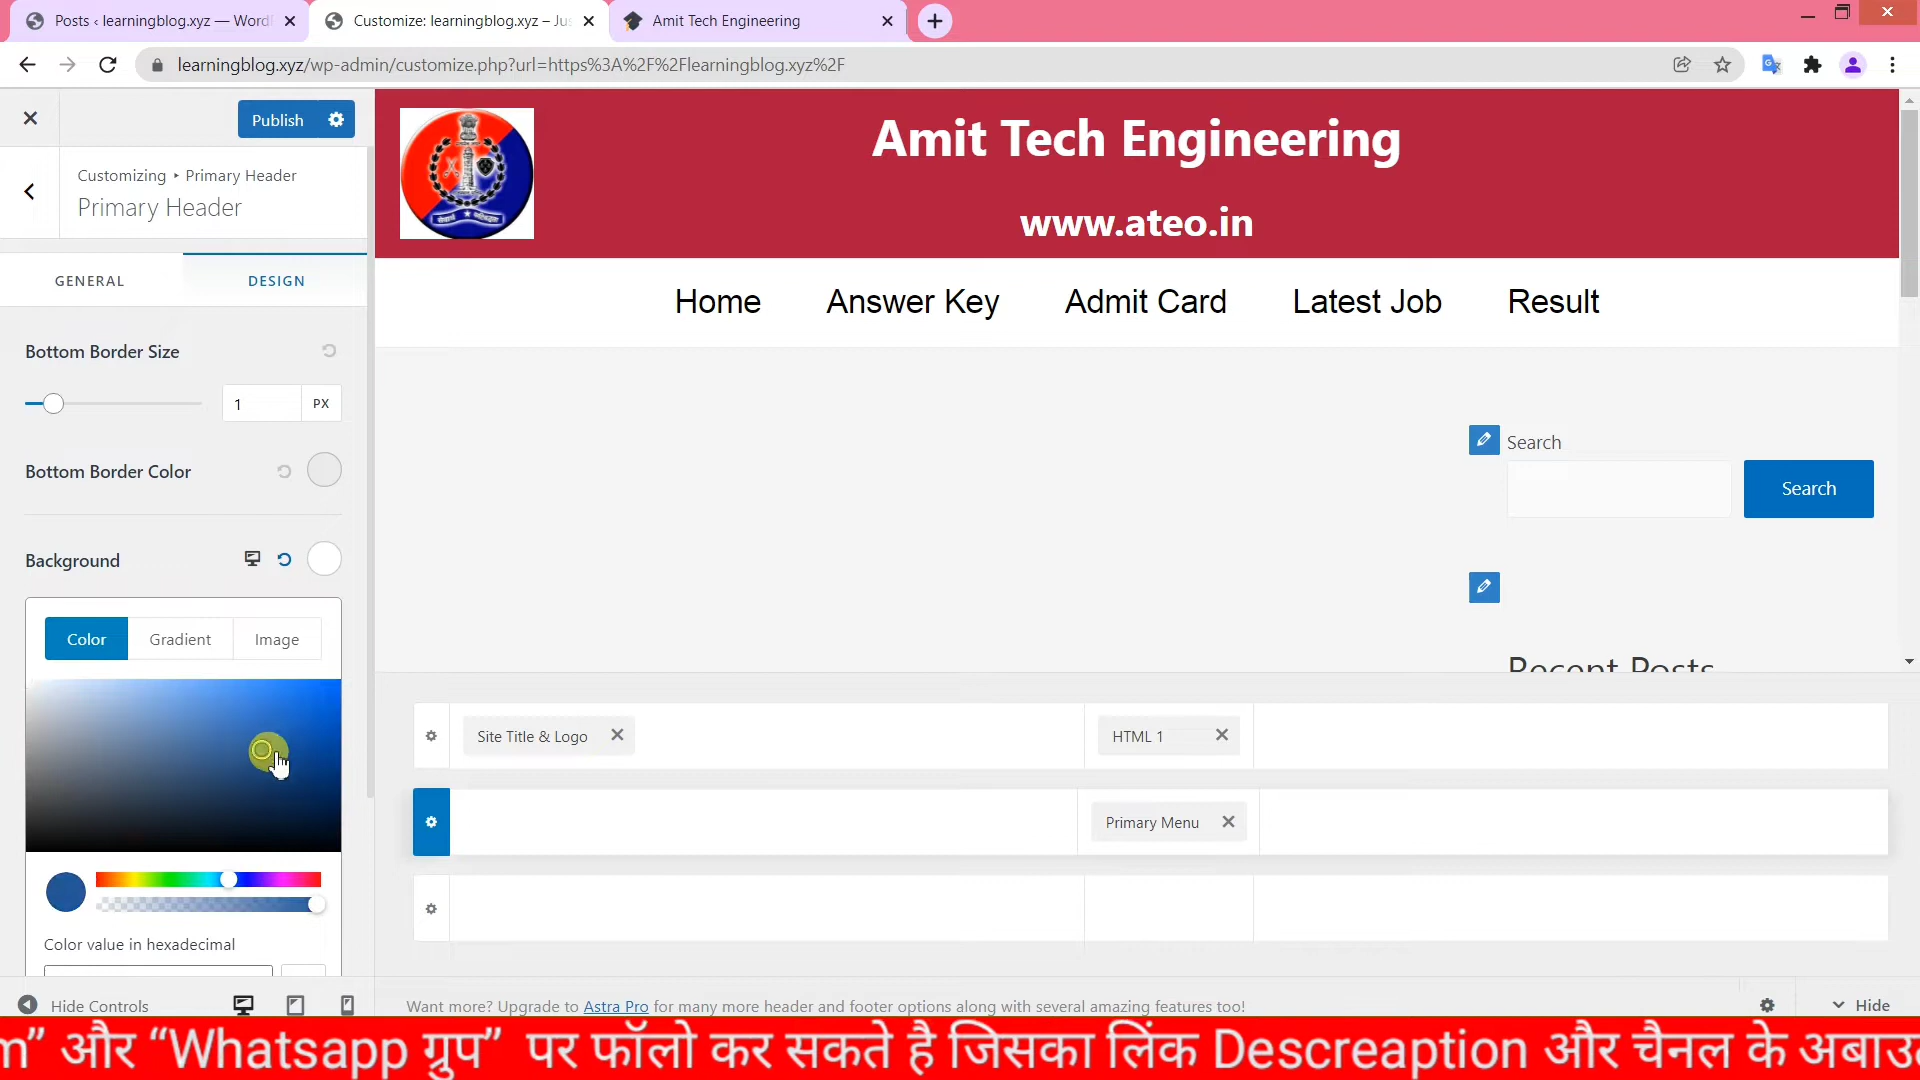 Posts ‹ learningblog.xyz — Word
Customize: learningblog.xyz – Jus
Amit Tech Engineering
learningblog.xyz/wp-admin/customize.php?url=https%3A%2F%2Flearningblog.xyz%2F
Publish
Customizing ▸ Primary Header
Primary Header
GENERAL
DESIGN
Bottom Border Size
1
PX
Bottom Border Color
Background
Color
Gradient
Image
Color value in hexadecimal
Hide Controls
Amit Tech Engineering
www.ateo.in
Home
Answer Key
Admit Card
Latest Job
Result
Search
Search
Recent Posts
Site Title & Logo
HTML 1
Primary Menu
Want more? Upgrade to Astra Pro for many more header and footer options along with several amazing features too!
Hide
m” और “Whatsapp ग्रुप” पर फॉलो कर सकते है जिसका लिंक Descreaption और चैनल के अबाउट